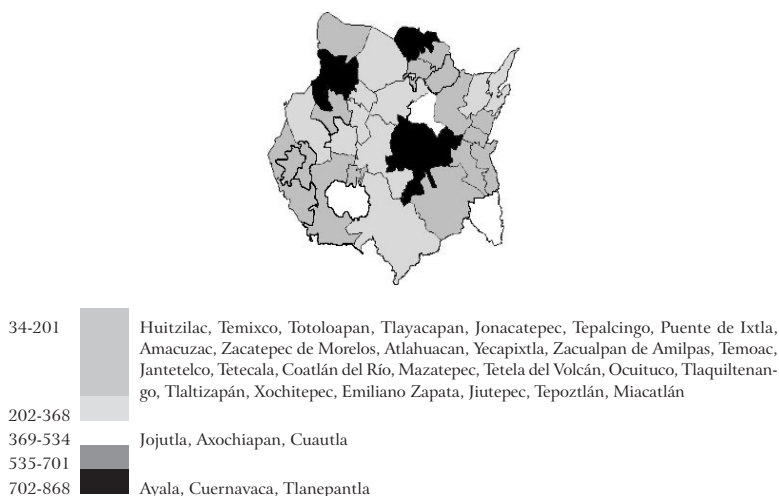 34-201 Huitzilac, Temixco, Totoloapan, Tlayacapan, Jonacatepec, Tepalcingo, Puente de Ixtla,
Amacuzac, Zacatepec de Morelos, Atlahuacan, Yecapixtla, Zacualpan de Amilpas, Temoac,
Jantetelco, Tetecala, Coatlán del Río, Mazatepec, Tetela del Volcán, Ocuituco, Tlaquiltenan-
go, Tlaltizapán, Xochitepec, Emiliano Zapata, Jiutepec, Tepoztlán, Miacatlán
202-368
369-534 Jojutla, Axochiapan, Cuautla
535-701
702-868 Ayala, Cuernavaca, Tlanepantla